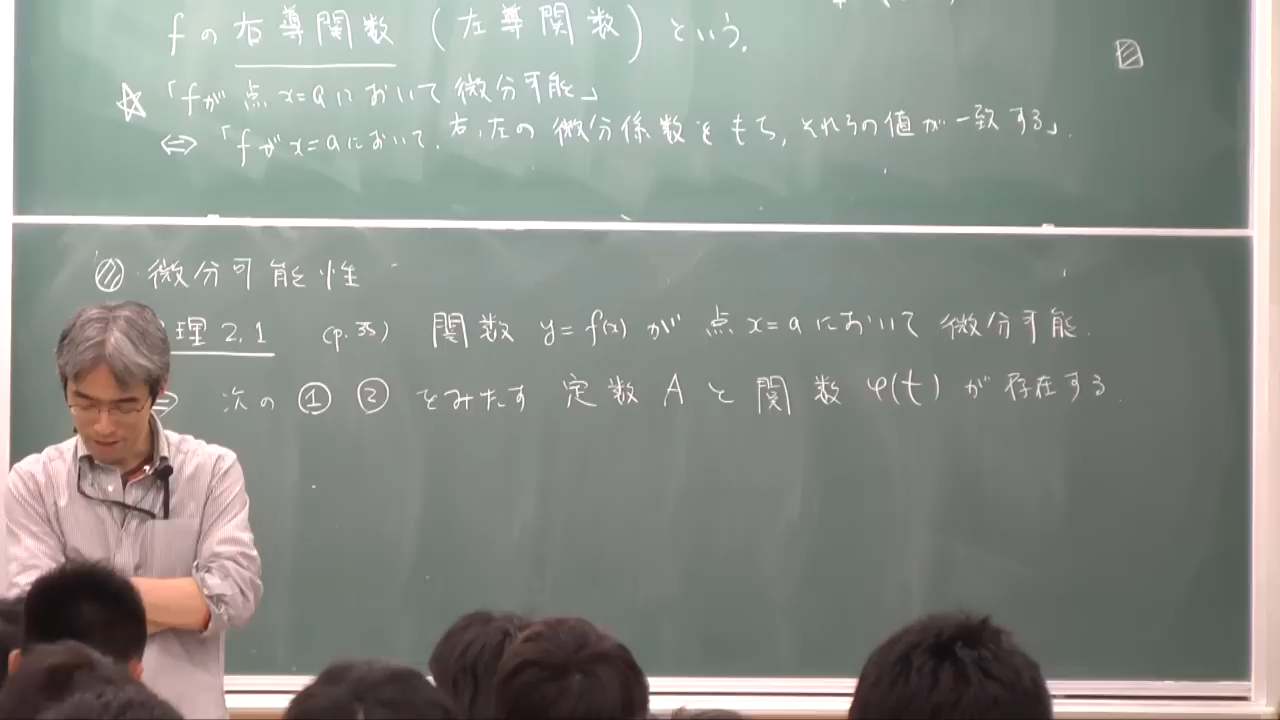 fの右導関数（左導関数）という.
☆「fが点x=aにおいて微分可能」
⇔「fがx=aにおいて,右,左の微分係数をもち,それらの値が一致する」.
微分可能性
理2.1 (p.35) 関数 y=f(x) が点 x=a において微分可能.
次の ① ② をみたす定数 A と関数 φ(t) が存在する.